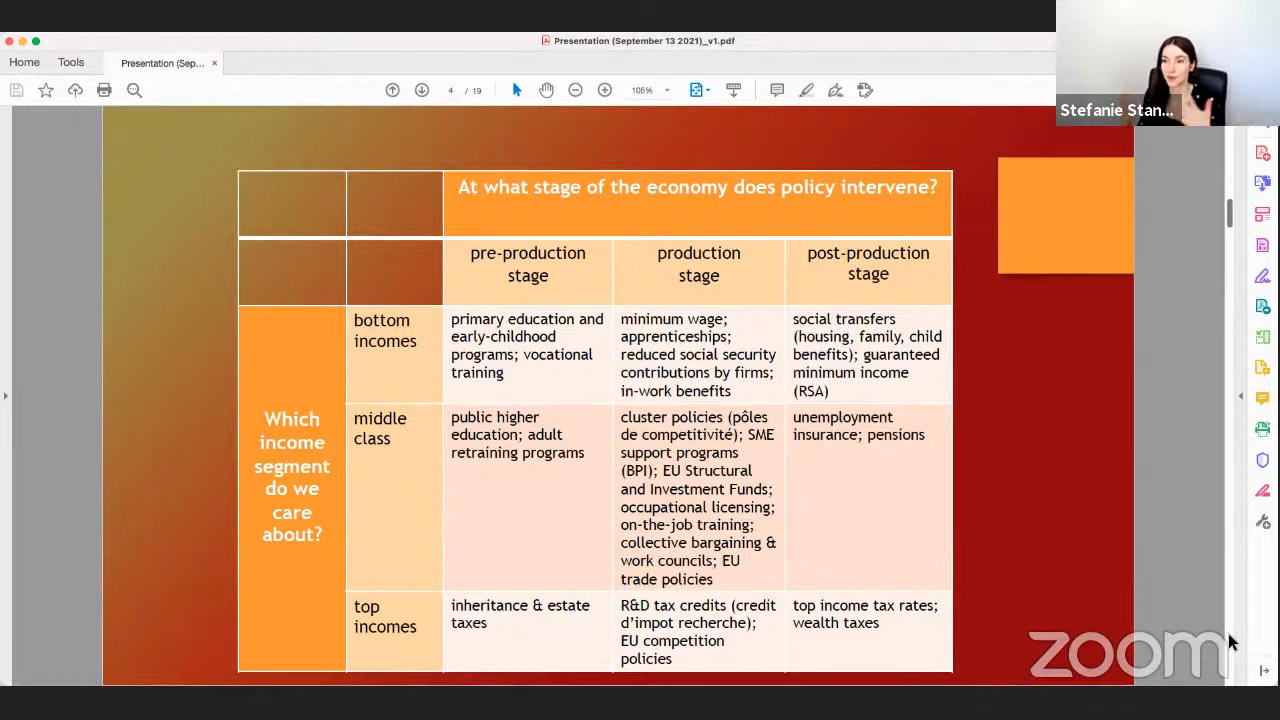 Presentation (September 13 2021)_v1.pdf
Home
Tools
Presentation (Sep...
×
4 / 13
106%
Stefanie Stan...
At what stage of the economy does policy intervene?
pre-production
stage
production
stage
post-production
stage
Which
income
segment
do we
care
about?
bottom
incomes
primary education and
early-childhood
programs; vocational
training
minimum wage;
apprenticeships;
reduced social security
contributions by firms;
in-work benefits
social transfers
(housing, family, child
benefits); guaranteed
minimum income
(RSA)
middle
class
public higher
education; adult
retraining programs
cluster policies (pôles
de competitivité); SME
support programs
(BPI); EU Structural
and Investment Funds;
occupational licensing;
on-the-job training;
collective bargaining &
work councils; EU
trade policies
unemployment
insurance; pensions
top
incomes
inheritance & estate
taxes
R&D tax credits (credit
d’impot recherche);
EU competition
policies
top income tax rates;
wealth taxes
zoom